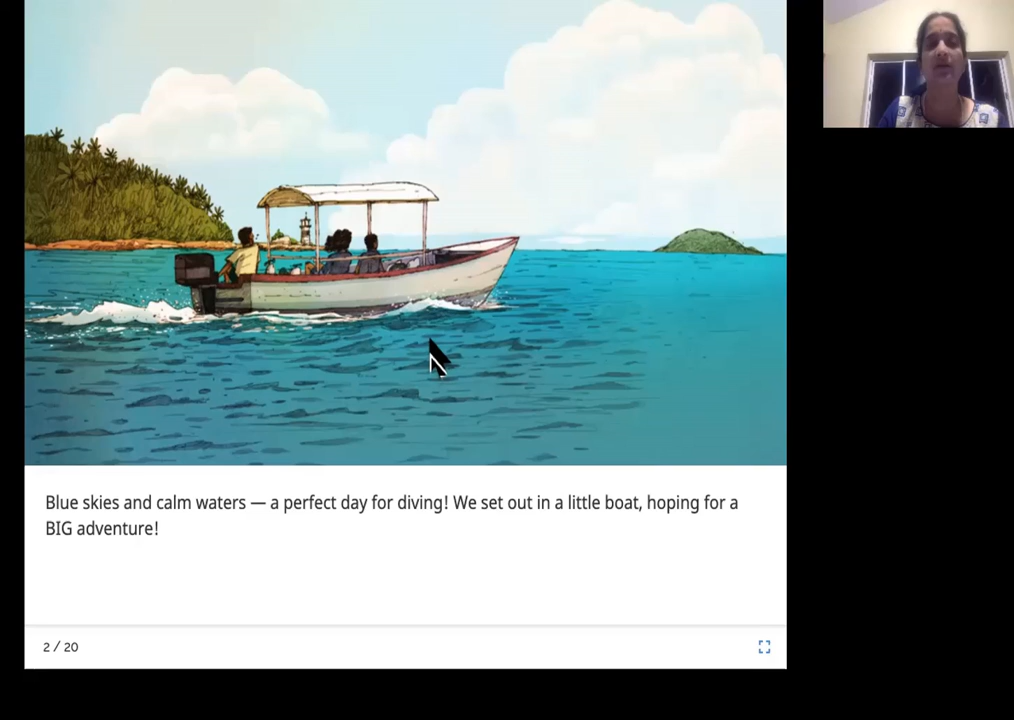 Blue skies and calm waters — a perfect day for diving! We set out in a little boat, hoping for a
BIG adventure!
2 / 20